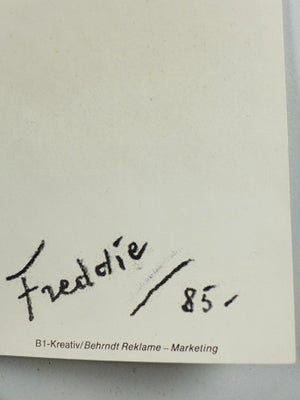 Freddie / 85-
B1-Kreativ/Behrndt Reklame – Marketing